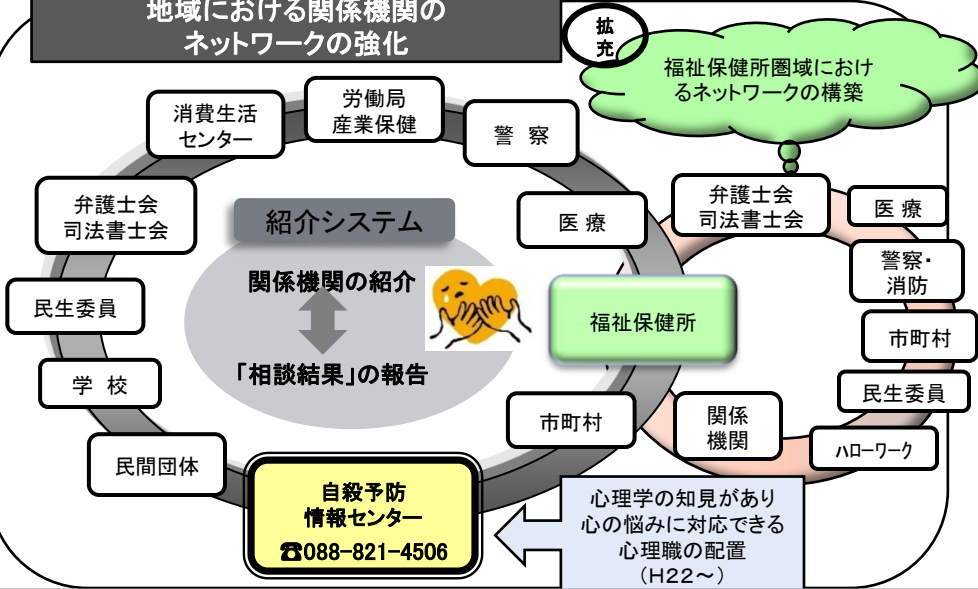 地域における関係機関の
ネットワークの強化
拡
充
福祉保健所圏域におけ
るネットワークの構築
消費生活
センター
労働局
産業保健
警 察
弁護士会
司法書士会
医 療
民生委員
学 校
民間団体
紹介システム
関係機関の紹介
「相談結果」の報告
福祉保健所
市町村
自殺予防
情報センター
☎088-821-4506
弁護士会
司法書士会
医 療
警察・
消防
市町村
民生委員
ハローワーク
関係
機関
心理学の知見があり
心の悩みに対応できる
心理職の配置
(H22~)